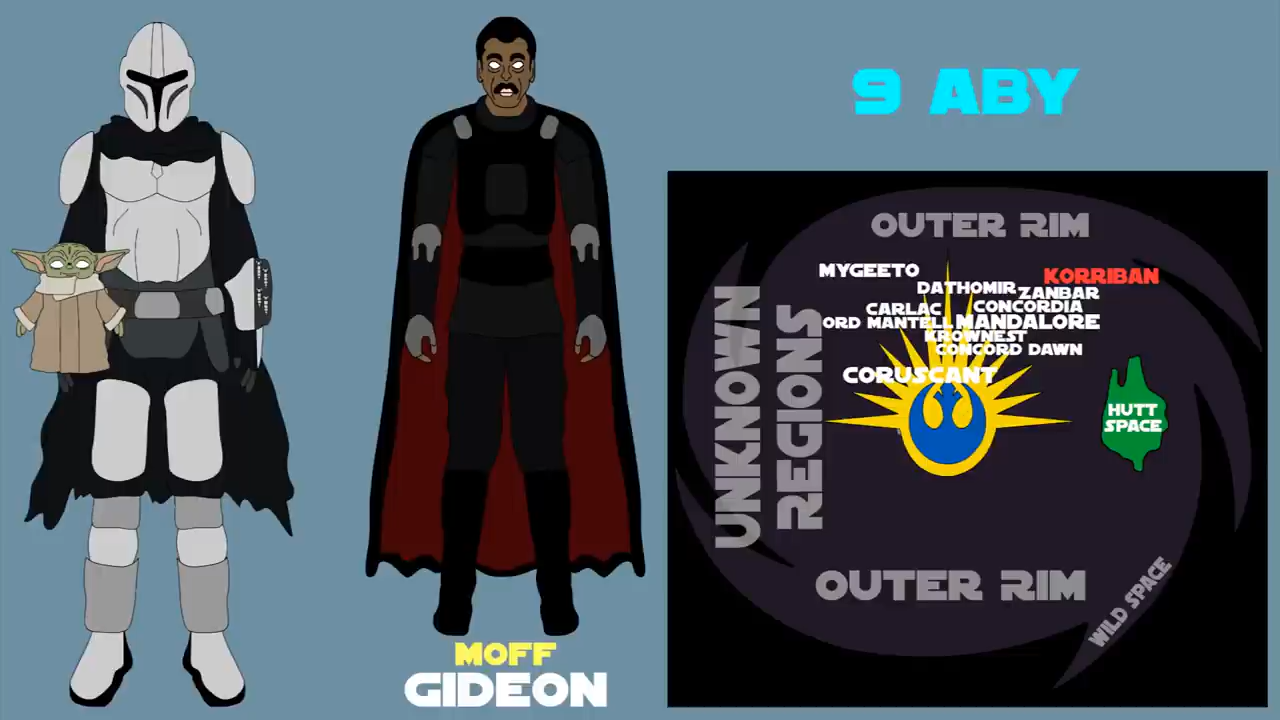 9 ABY
OUTER RIM
MYGEETO
KORRIBAN
DATHOMIR
ZANBAR
CARLAC
CONCORDIA
ORD MANTELL
MANDALORE
KROWNEST
CONCORD DAWN
CORUSCANT
UNKNOWN
REGIONS
HUTT
SPACE
OUTER RIM
WILD SPACE
MOFF
GIDEON